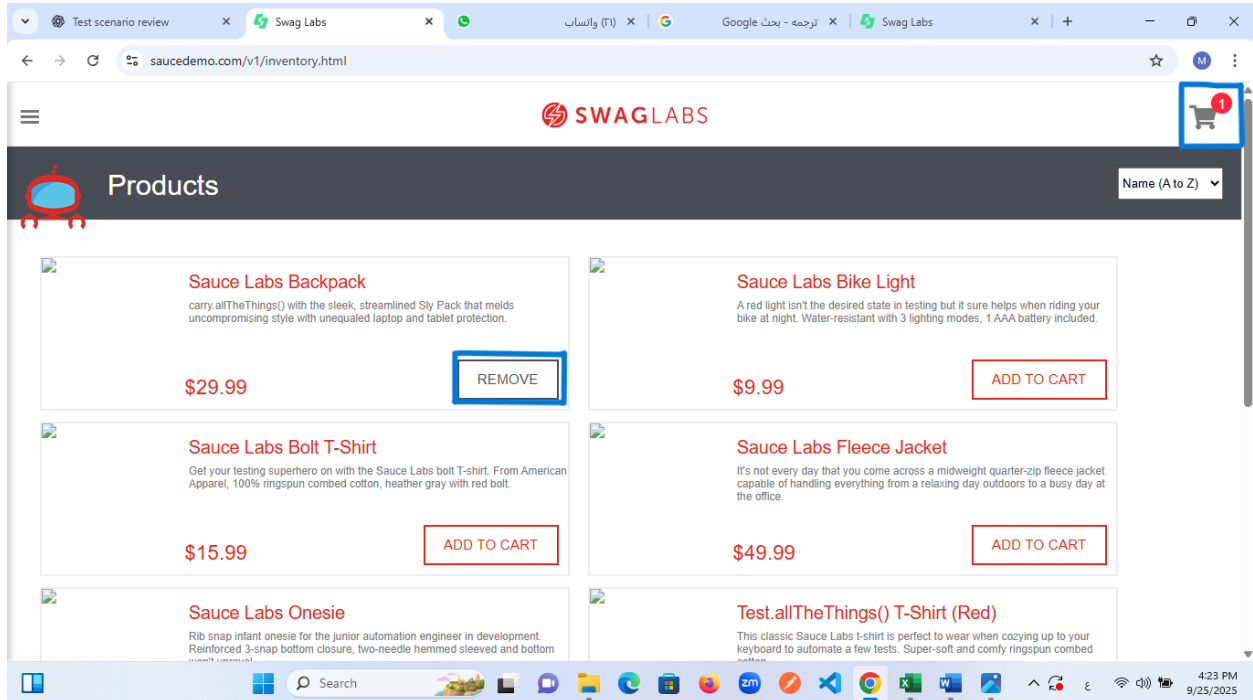 Test scenario review
Swag Labs
(٣١) واتساب
ترجمه - بحث Google
Swag Labs
saucedemo.com/v1/inventory.html
M
SWAGLABS
1
Products
Name (A to Z)
Sauce Labs Backpack
carry.allTheThings() with the sleek, streamlined Sly Pack that melds
uncompromising style with unequaled laptop and tablet protection.
$29.99
REMOVE
Sauce Labs Bike Light
A red light isn't the desired state in testing but it sure helps when riding your
bike at night. Water-resistant with 3 lighting modes, 1 AAA battery included.
$9.99
ADD TO CART
Sauce Labs Bolt T-Shirt
Get your testing superhero on with the Sauce Labs bolt T-shirt. From American
Apparel, 100% ringspun combed cotton, heather gray with red bolt.
$15.99
ADD TO CART
Sauce Labs Fleece Jacket
It's not every day that you come across a midweight quarter-zip fleece jacket
capable of handling everything from a relaxing day outdoors to a busy day at
the office.
$49.99
ADD TO CART
Sauce Labs Onesie
Rib snap infant onesie for the junior automation engineer in development.
Reinforced 3-snap bottom closure, two-needle hemmed sleeved and bottom
won't unravel
Test.allTheThings() T-Shirt (Red)
This classic Sauce Labs t-shirt is perfect to wear when cozying up to your
keyboard to automate a few tests. Super-soft and comfy ringspun combed
cotton
Search
zm
ع
4:23 PM
9/25/2025